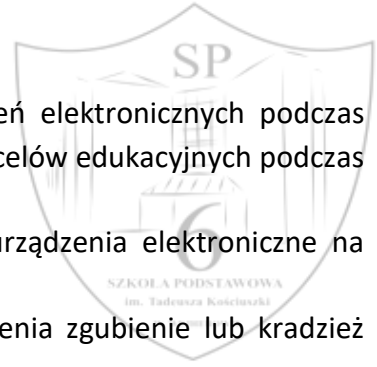 SP
eń elektronicznych podczas
celów edukacyjnych podczas
urządzenia elektroniczne na
6
SZKOŁA PODSTAWOWA
im. Tadeusza Kościuszki
enia zgubienie lub kradzież